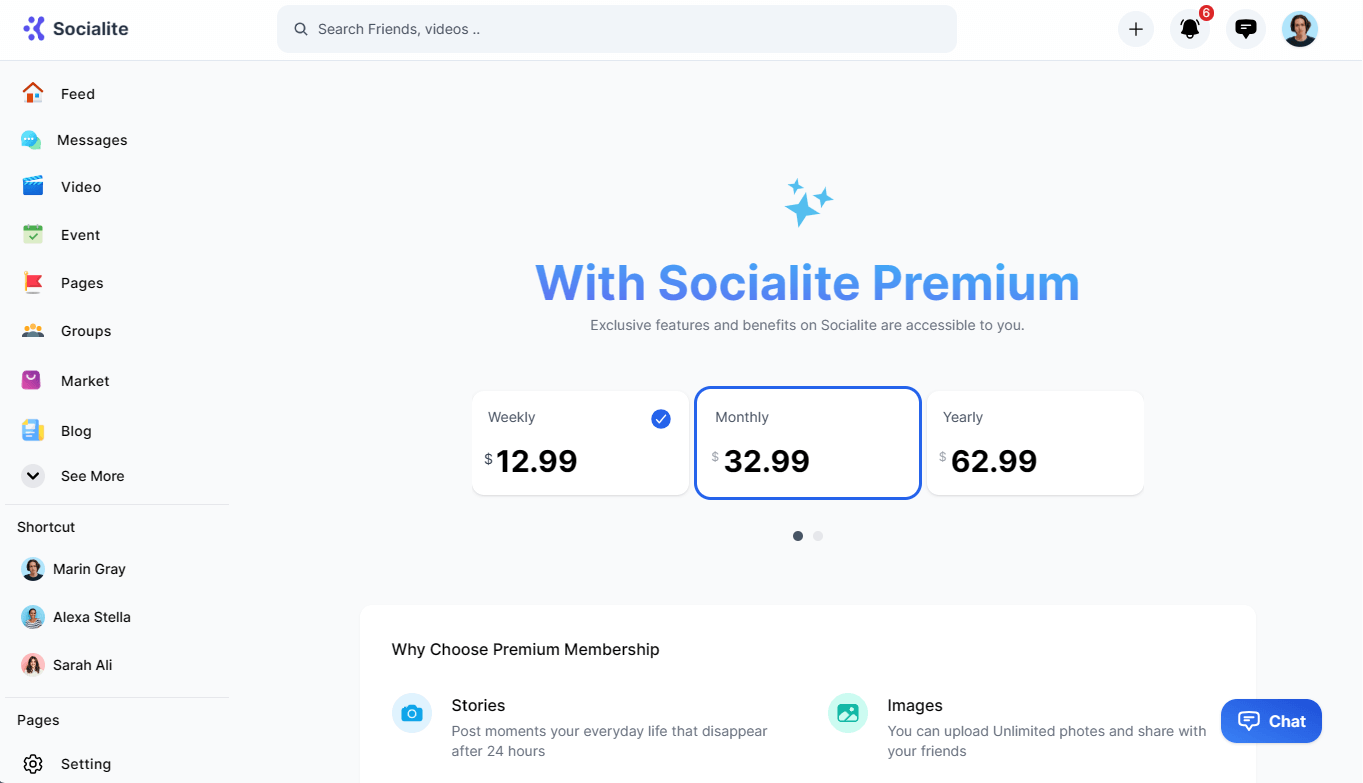 Socialite
Search Friends, videos ..
6
Feed
Messages
Video
Event
Pages
Groups
Market
Blog
See More
Shortcut
Marin Gray
Alexa Stella
Sarah Ali
Pages
Setting
With Socialite Premium
Exclusive features and benefits on Socialite are accessible to you.
Weekly
$12.99
Monthly
$32.99
Yearly
$62.99
Why Choose Premium Membership
Stories
Post moments your everyday life that disappear
after 24 hours
Images
You can upload Unlimited photos and share with
your friends
Chat